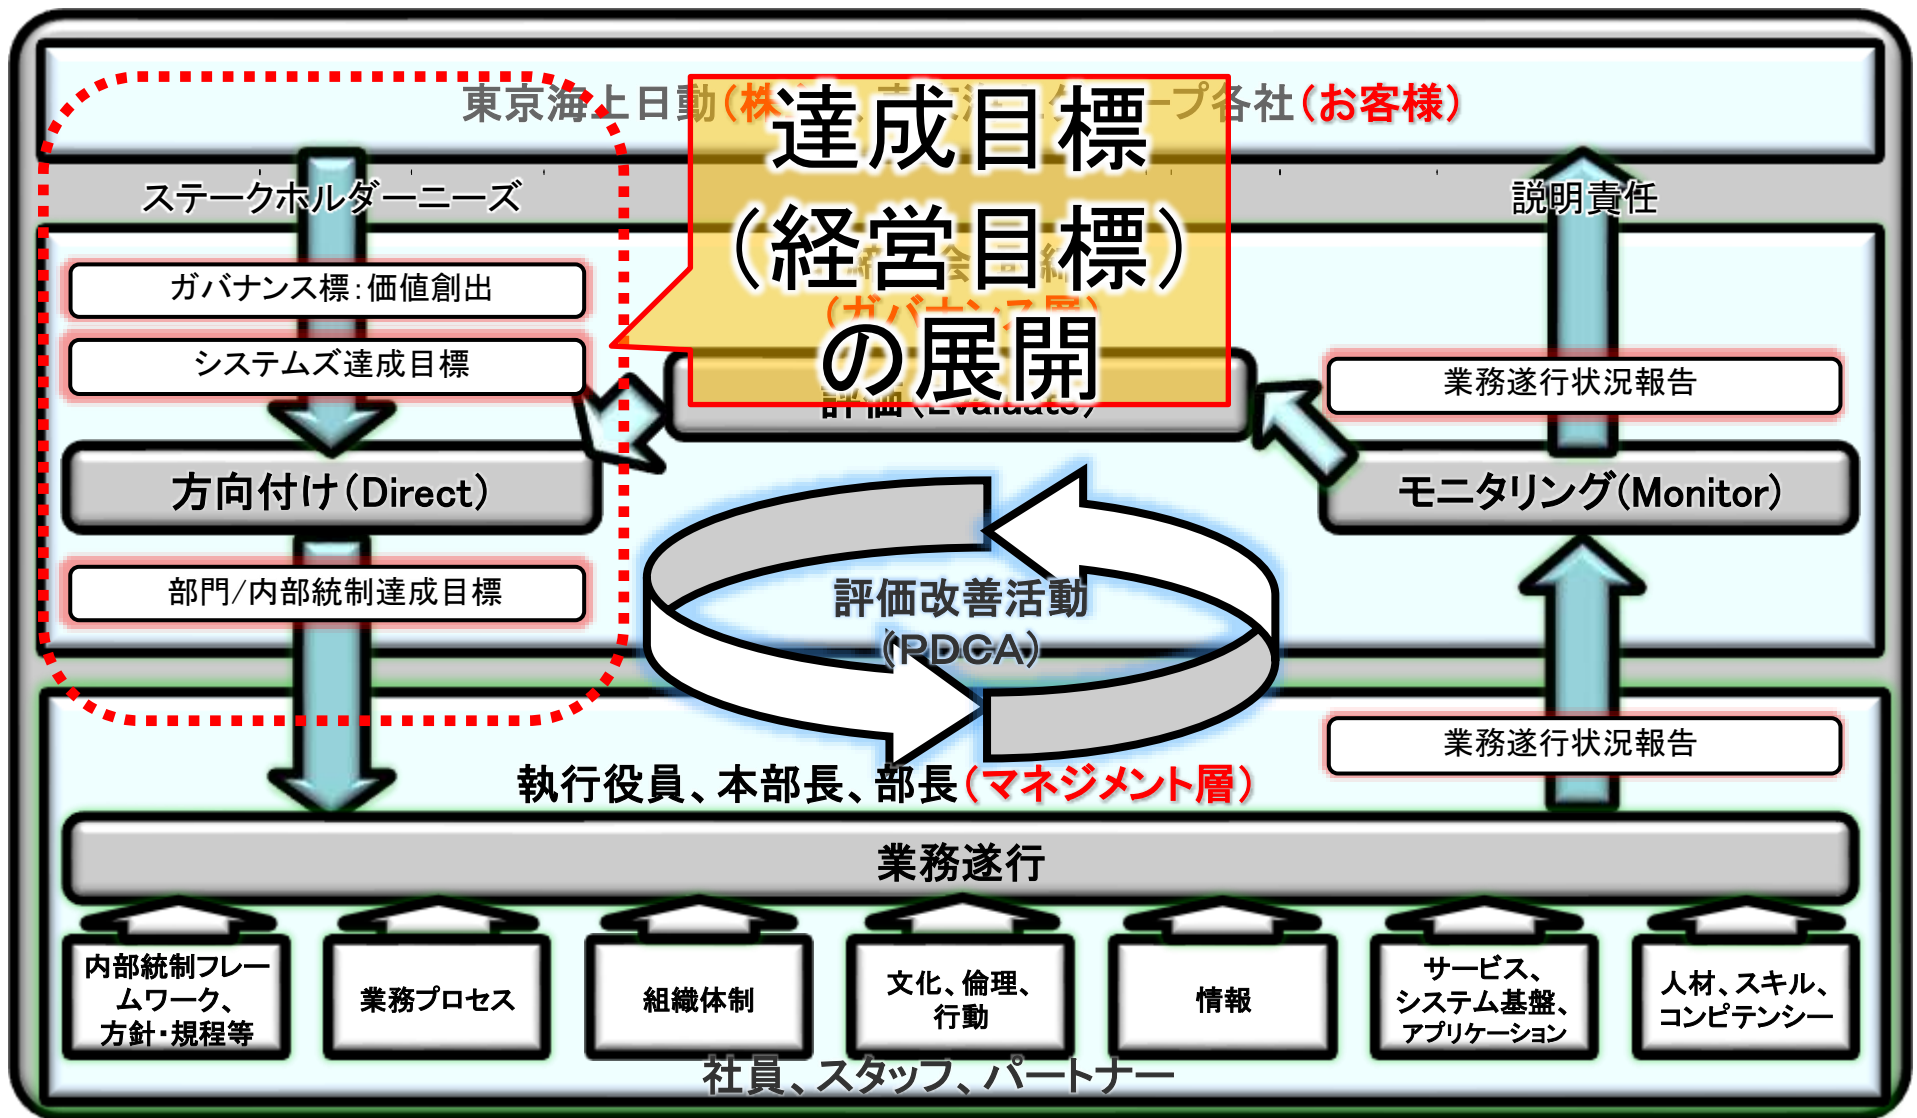 東京海上日動(株)
プ各社(お客様)
達成目標
(経営目標)
の展開
ステークホルダーニーズ
説明責任
ガバナンス標:価値創出
(ガバナンス層)
システムズ達成目標
評価(Evaluate)
業務遂行状況報告
方向付け(Direct)
モニタリング(Monitor)
部門/内部統制達成目標
評価改善活動
(PDCA)
業務遂行状況報告
執行役員、本部長、部長(マネジメント層)
業務遂行
内部統制フレー
ムワーク、
方針・規程等
業務プロセス
組織体制
文化、倫理、
行動
情報
サービス、
システム基盤、
アプリケーション
人材、スキル、
コンピテンシー
社員、スタッフ、パートナー